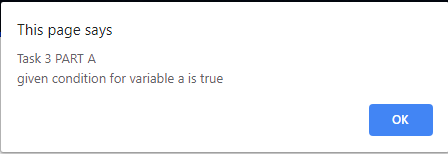 This page says
Task 3 PART A
given condition for variable a is true
OK